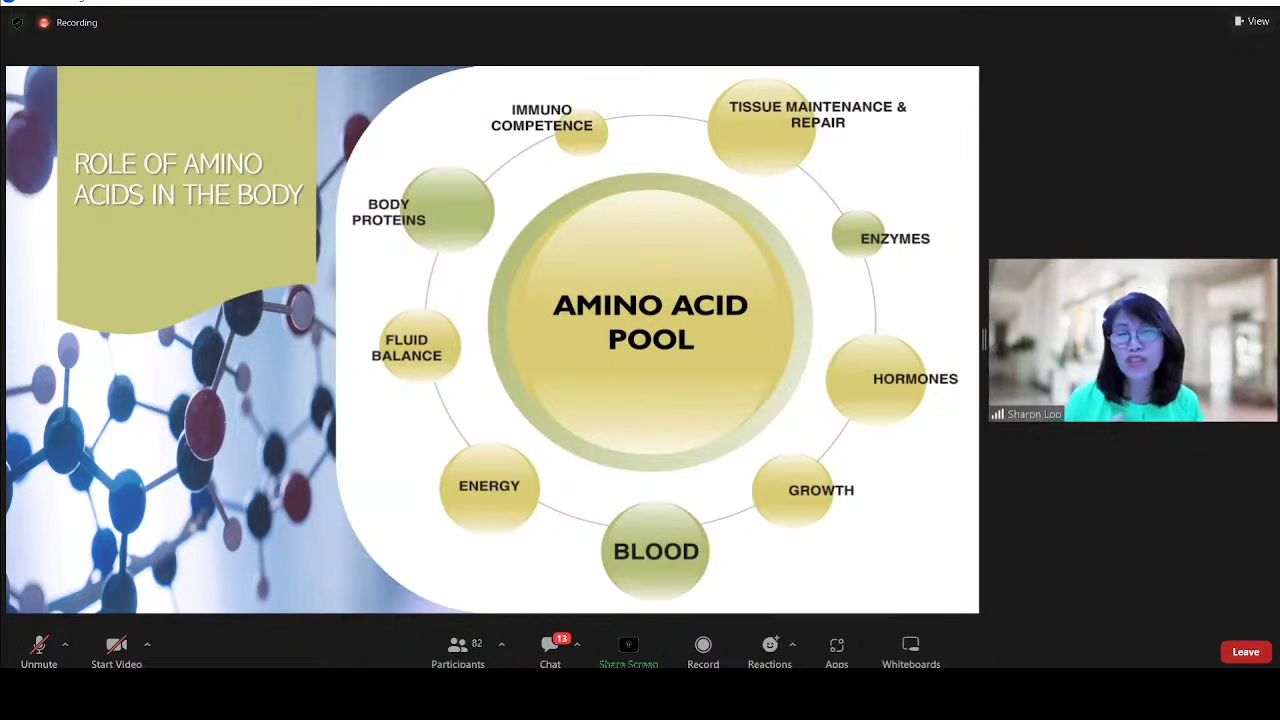 Recording
View
ROLE OF AMINO
ACIDS IN THE BODY
IMMUNO
COMPETENCE
TISSUE MAINTENANCE &
REPAIR
BODY
PROTEINS
ENZYMES
AMINO ACID
POOL
FLUID
BALANCE
HORMONES
ENERGY
GROWTH
BLOOD
Sharon Loo
13
82
Unmute
Start Video
Participants
Chat
Share Screen
Record
Reactions
Apps
Whiteboards
Leave